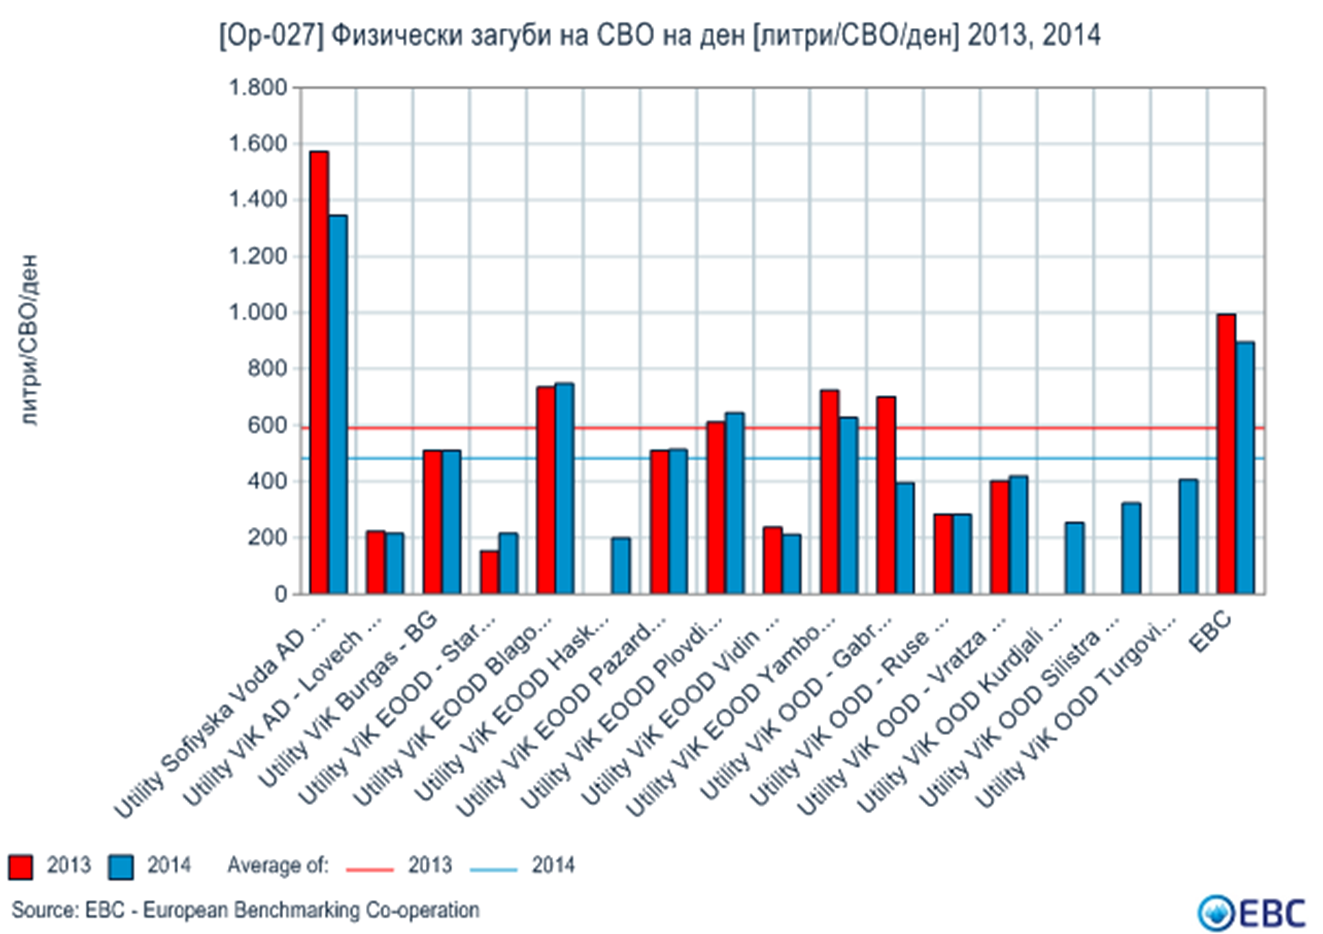 [Op-027] Физически загуби на СВО на ден [литри/СВО/ден] 2013, 2014
литри/СВО/ден
1.800
1.600
1.400
1.200
1.000
800
600
400
200
0
Utility Sofiyska Voda AD ...
Utility ViK AD - Lovech ...
Utility ViK Burgas - BG
Utility ViK EOOD - Star...
Utility ViK EOOD Blago...
Utility ViK EOOD Hask...
Utility ViK EOOD Pazard...
Utility ViK EOOD Plovdi...
Utility ViK EOOD Vidin ...
Utility ViK EOOD Yambo...
Utility ViK OOD - Gabr...
Utility ViK OOD - Ruse ...
Utility ViK OOD - Vratza ...
Utility ViK OOD Kurdjali ...
Utility ViK OOD Silistra ...
Utility ViK OOD Turgovi...
EBC
2013 2014 Average of: 2013 2014
Source: EBC - European Benchmarking Co-operation
EBC